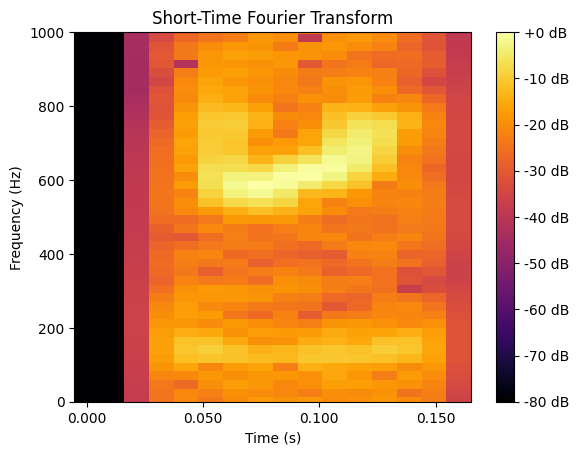 Short-Time Fourier Transform
Frequency (Hz)
1000
800
600
400
200
0
0.000
0.050
0.100
0.150
Time (s)
+0 dB
-10 dB
-20 dB
-30 dB
-40 dB
-50 dB
-60 dB
-70 dB
-80 dB